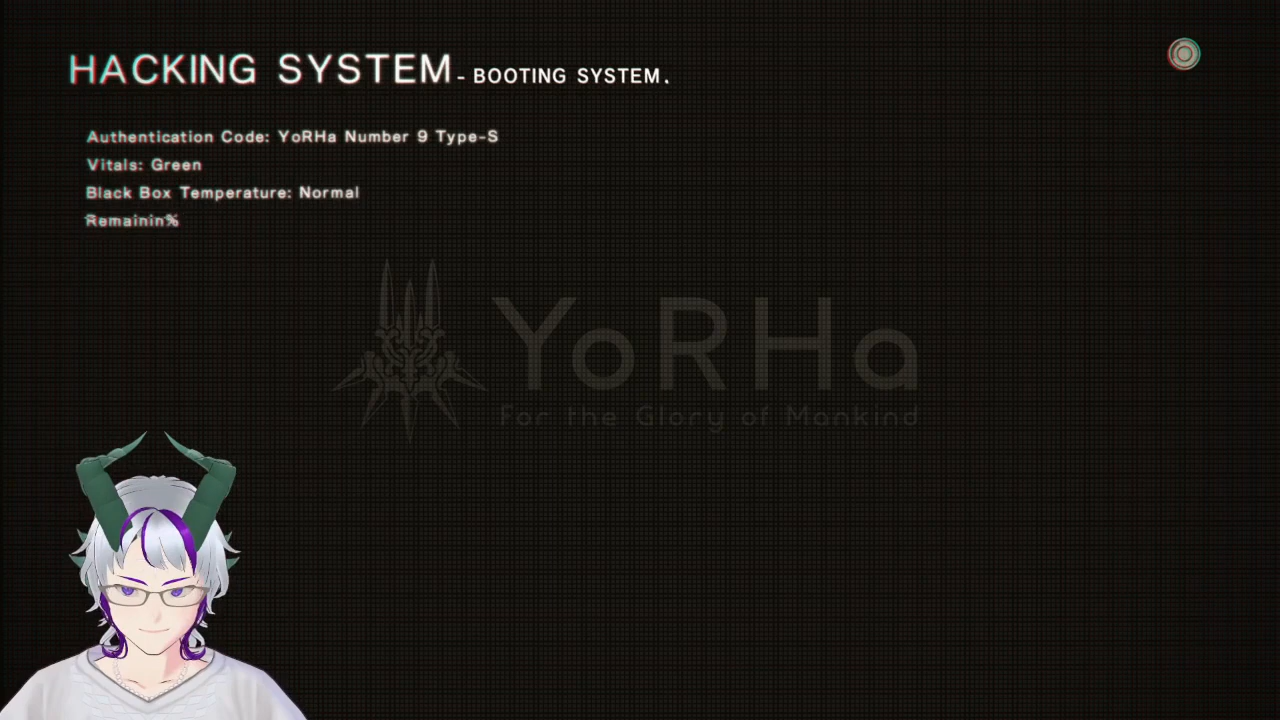 HACKING SYSTEM - BOOTING SYSTEM.
Authentication Code: YoRHa Number 9 Type-S
Vitals: Green
Black Box Temperature: Normal
Remainin%
YoRHa
For the Glory of Mankind